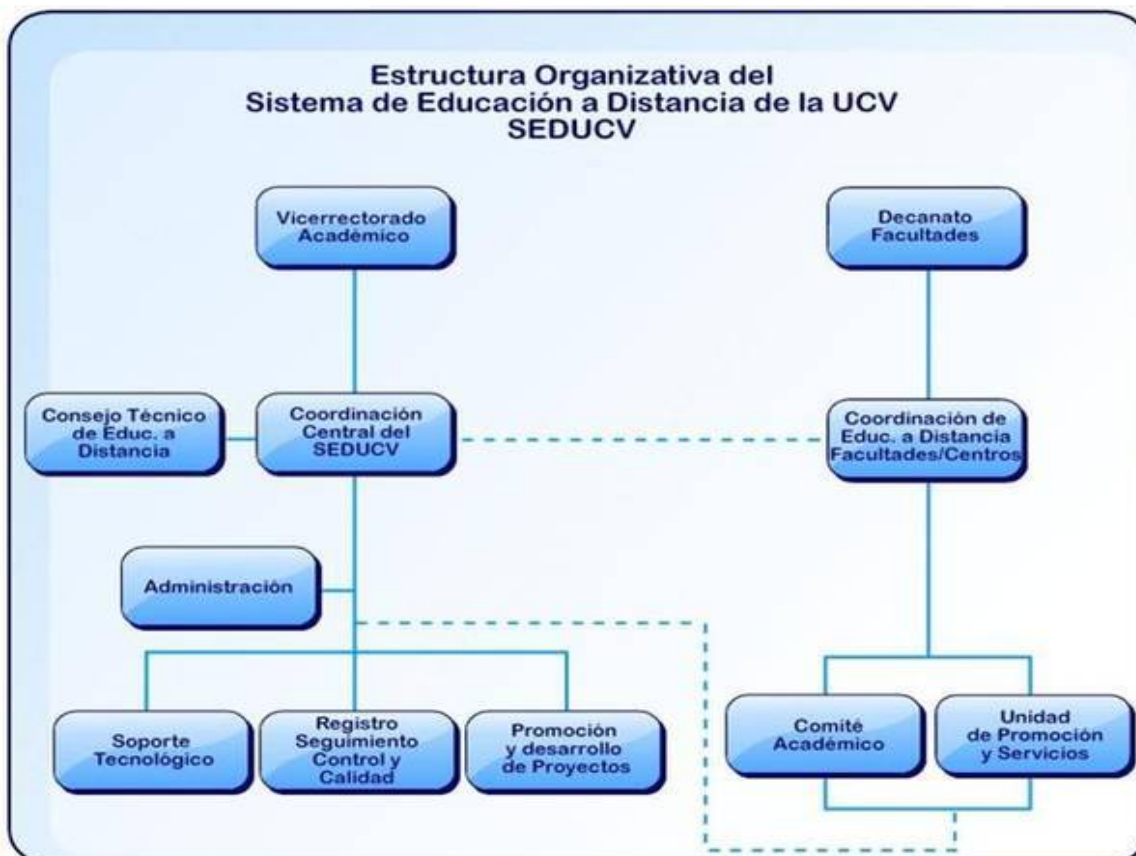 Estructura Organizativa del
Sistema de Educación a Distancia de la UCV
SEDUCV
Vicerrectorado
Académico
Decanato
Facultades
Consejo Técnico
de Educ. a
Distancia
Coordinación
Central del
SEDUCV
Coordinación de
Educ. a Distancia
Facultades/Centros
Administración
Soporte
Tecnológico
Registro
Seguimiento
Control y
Calidad
Promoción
y desarrollo
de Proyectos
Comité
Académico
Unidad
de Promoción
y Servicios